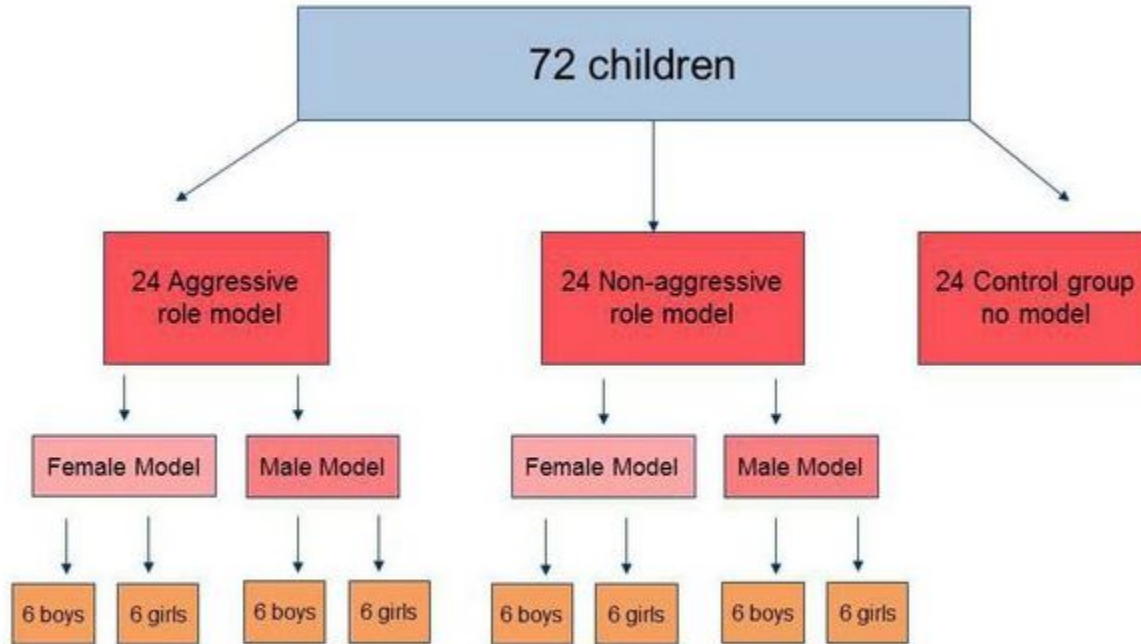 72 children
24 Aggressive
role model
24 Non-aggressive
role model
24 Control group
no model
Female Model
Male Model
Female Model
Male Model
6 boys
6 girls
6 boys
6 girls
6 boys
6 girls
6 boys
6 girls